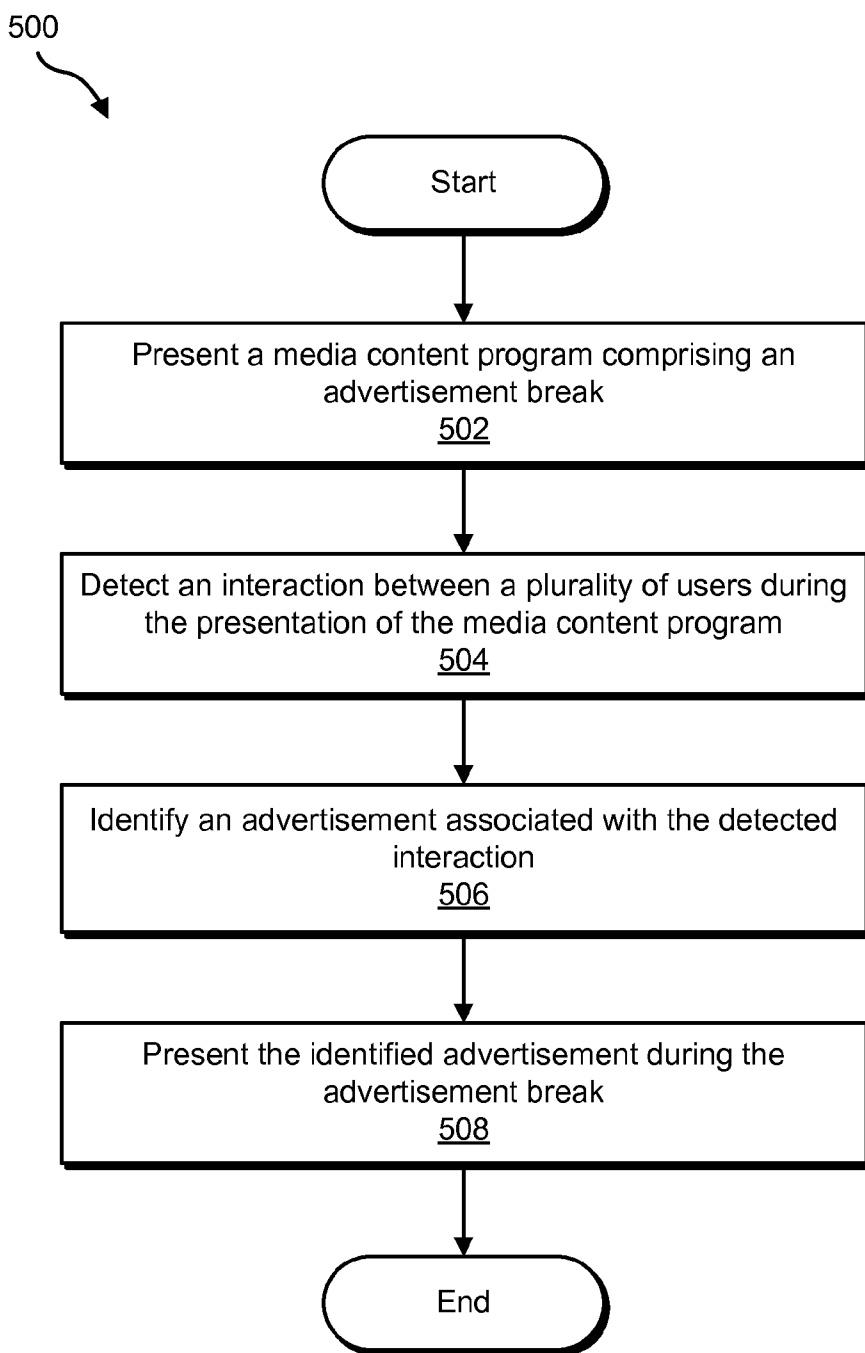 500
Start
Present a media content program comprising an
advertisement break
502
Detect an interaction between a plurality of users during
the presentation of the media content program
504
Identify an advertisement associated with the detected
interaction
506
Present the identified advertisement during the
advertisement break
508
End